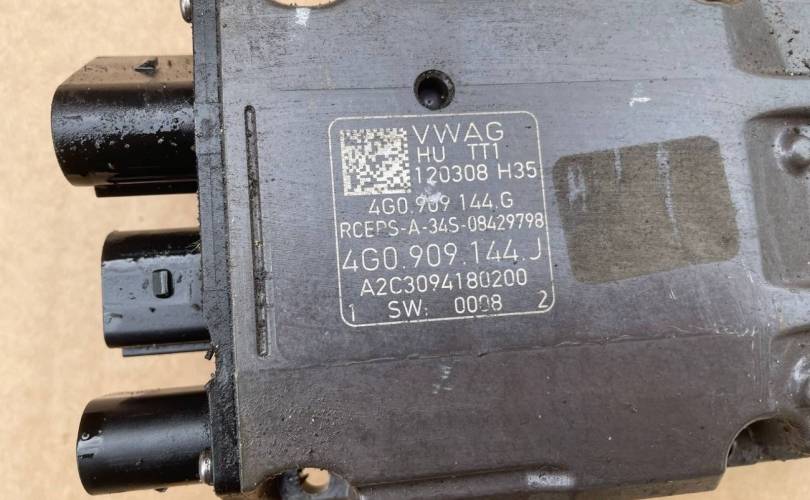 VWAG
HU TT1
120308 H35
4G0.909 144.G
RCEPS-A-34S-08429798
4G0.909.144.J
A2C3094180200
1 SW: 0008 2